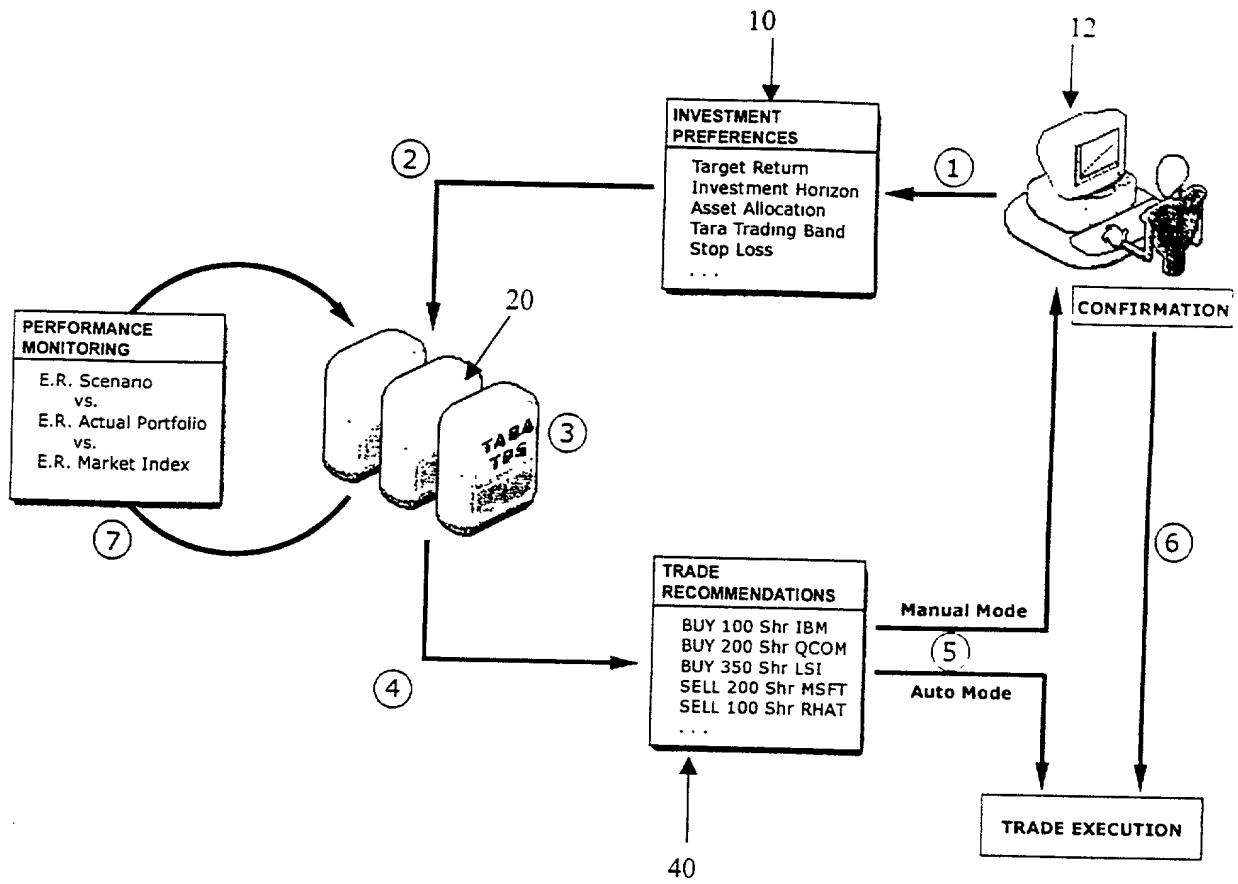 10
12
INVESTMENT
PREFERENCES
Target Return
Investment Horizon
Asset Allocation
Tara Trading Band
Stop Loss
. . .
①
②
CONFIRMATION
20
PERFORMANCE
MONITORING
E.R. Scenario
vs.
E.R. Actual Portfolio
vs.
E.R. Market Index
TARA
TPS
③
⑦
⑥
TRADE
RECOMMENDATIONS
BUY 100 Shr IBM
BUY 200 Shr QCOM
BUY 350 Shr LSI
SELL 200 Shr MSFT
SELL 100 Shr RHAT
. . .
Manual Mode
⑤
Auto Mode
④
40
TRADE EXECUTION